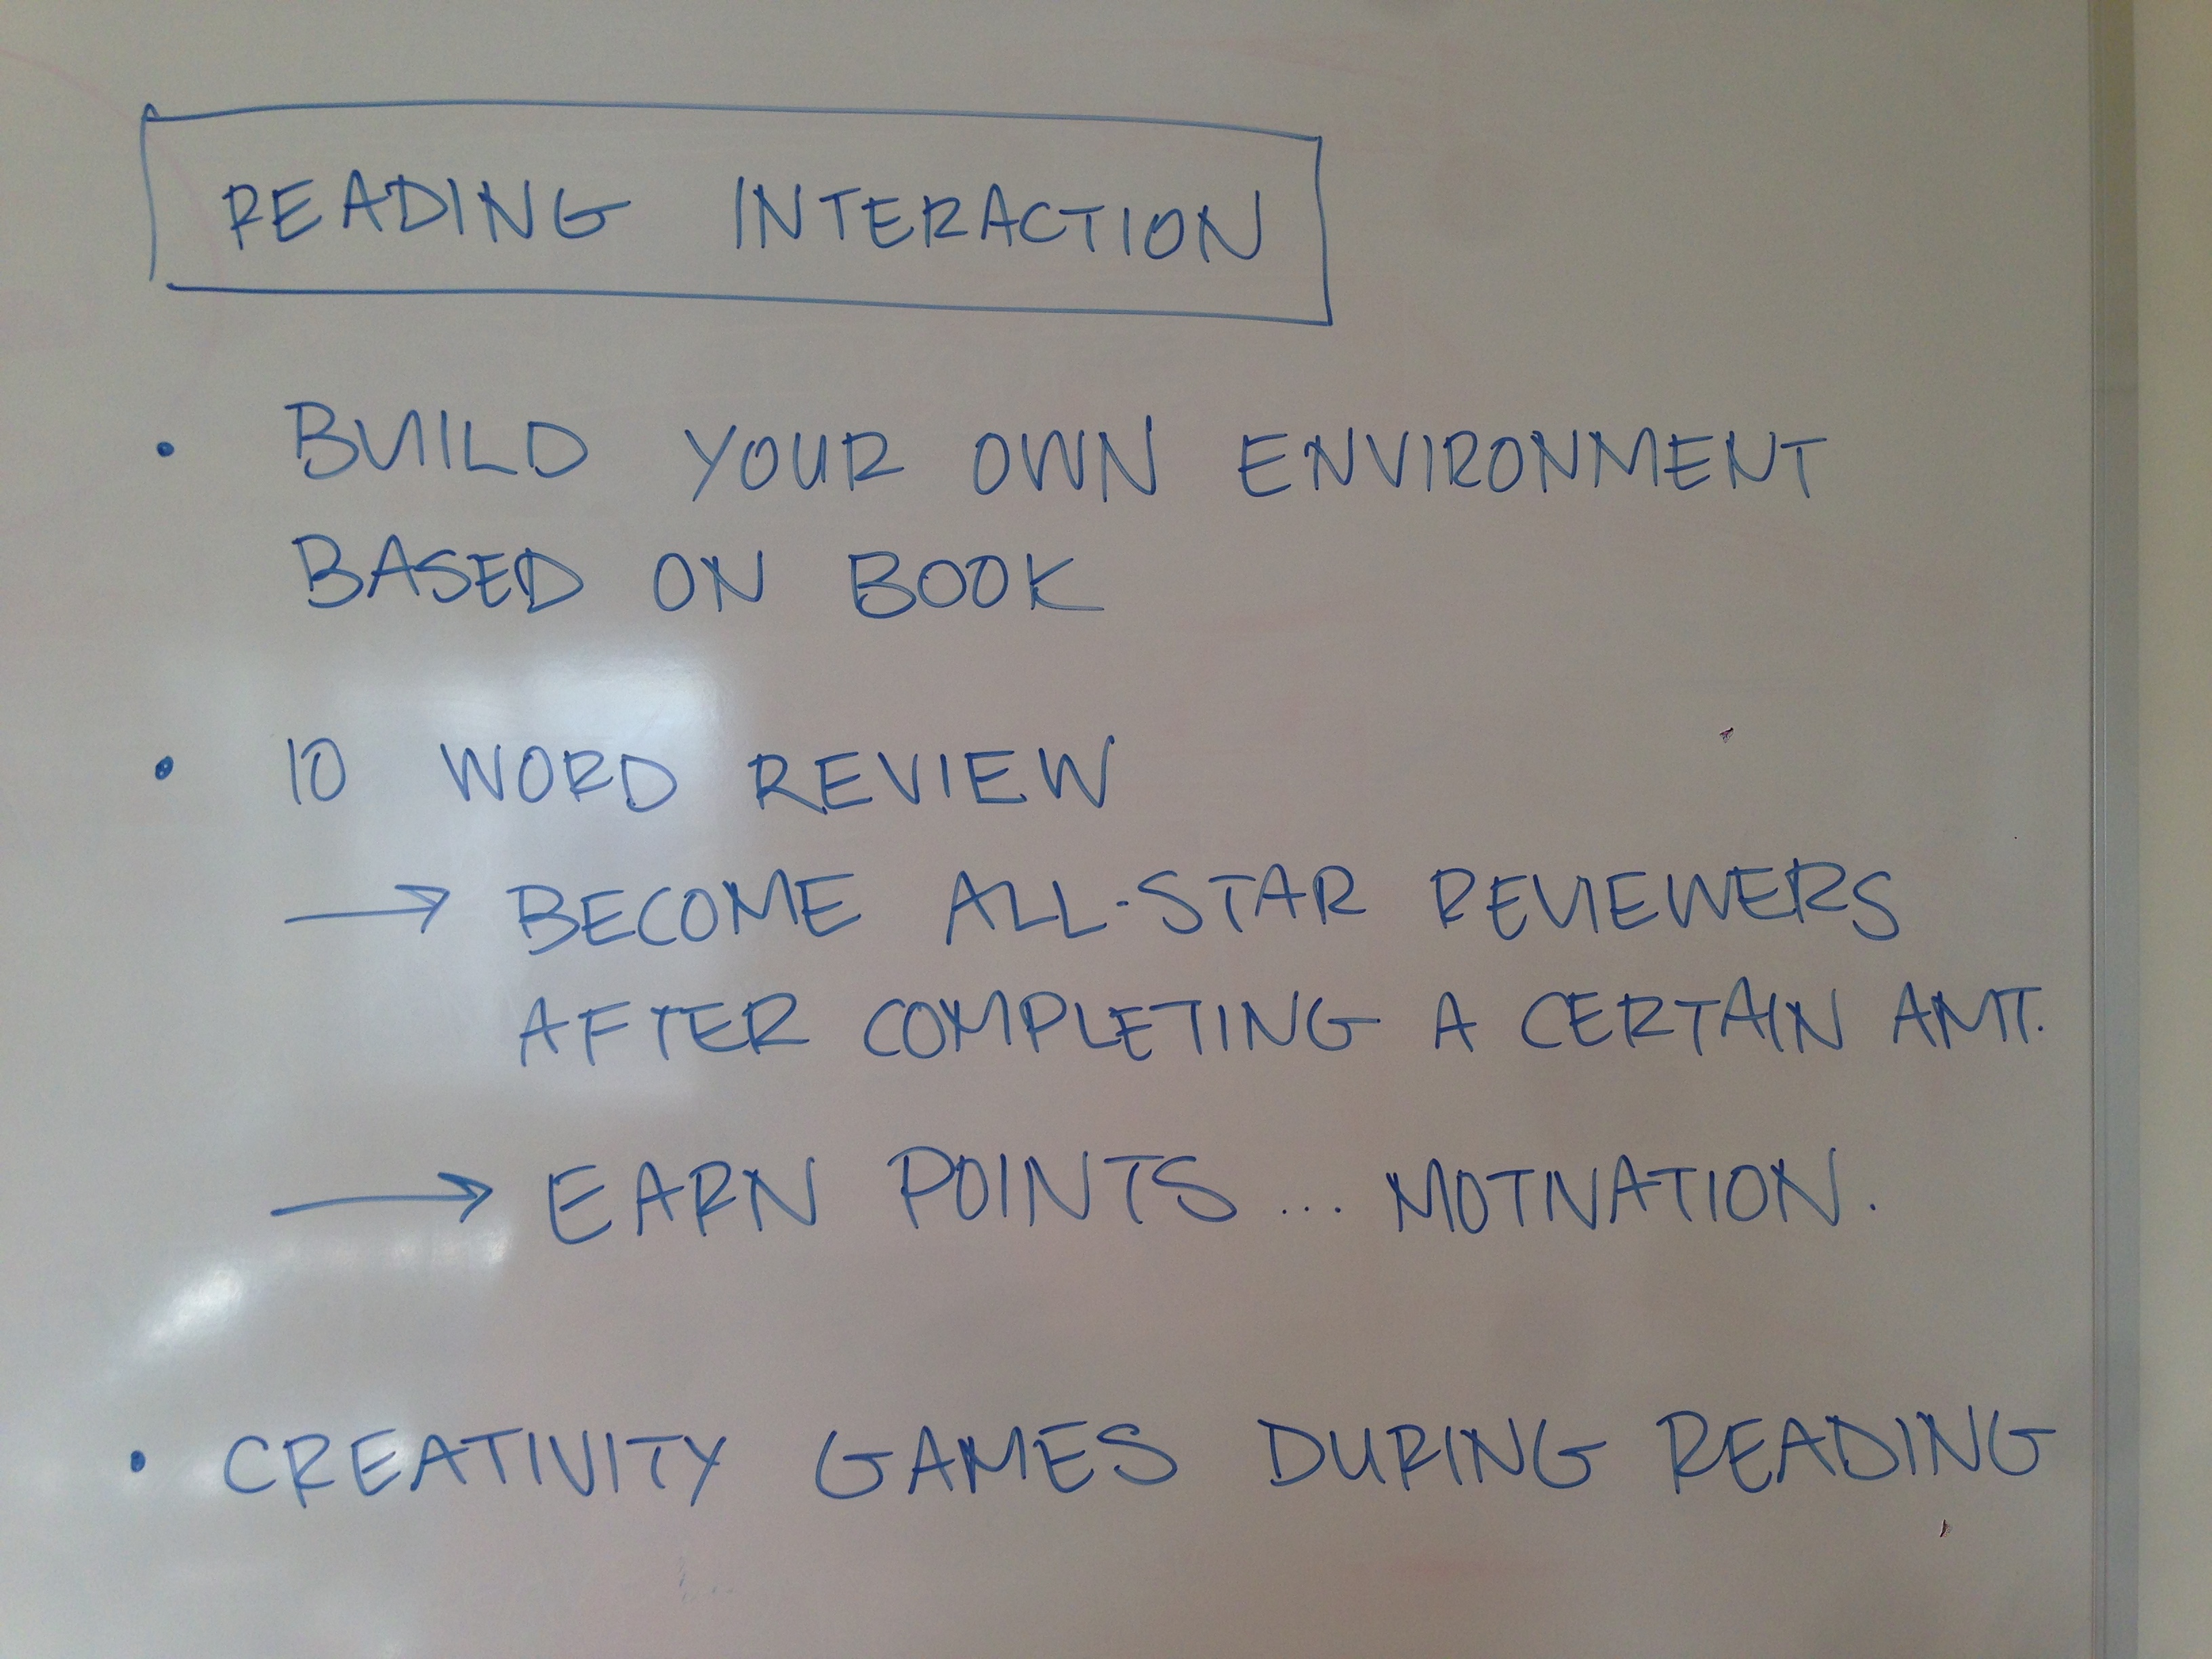 READING INTERACTION
• BUILD YOUR OWN ENVIRONMENT
BASED ON BOOK
• 10 WORD REVIEW
→ BECOME ALL-STAR REVIEWERS
AFTER COMPLETING A CERTAIN AMT.
→ EARN POINTS... MOTIVATION.
• CREATIVITY GAMES DURING READING